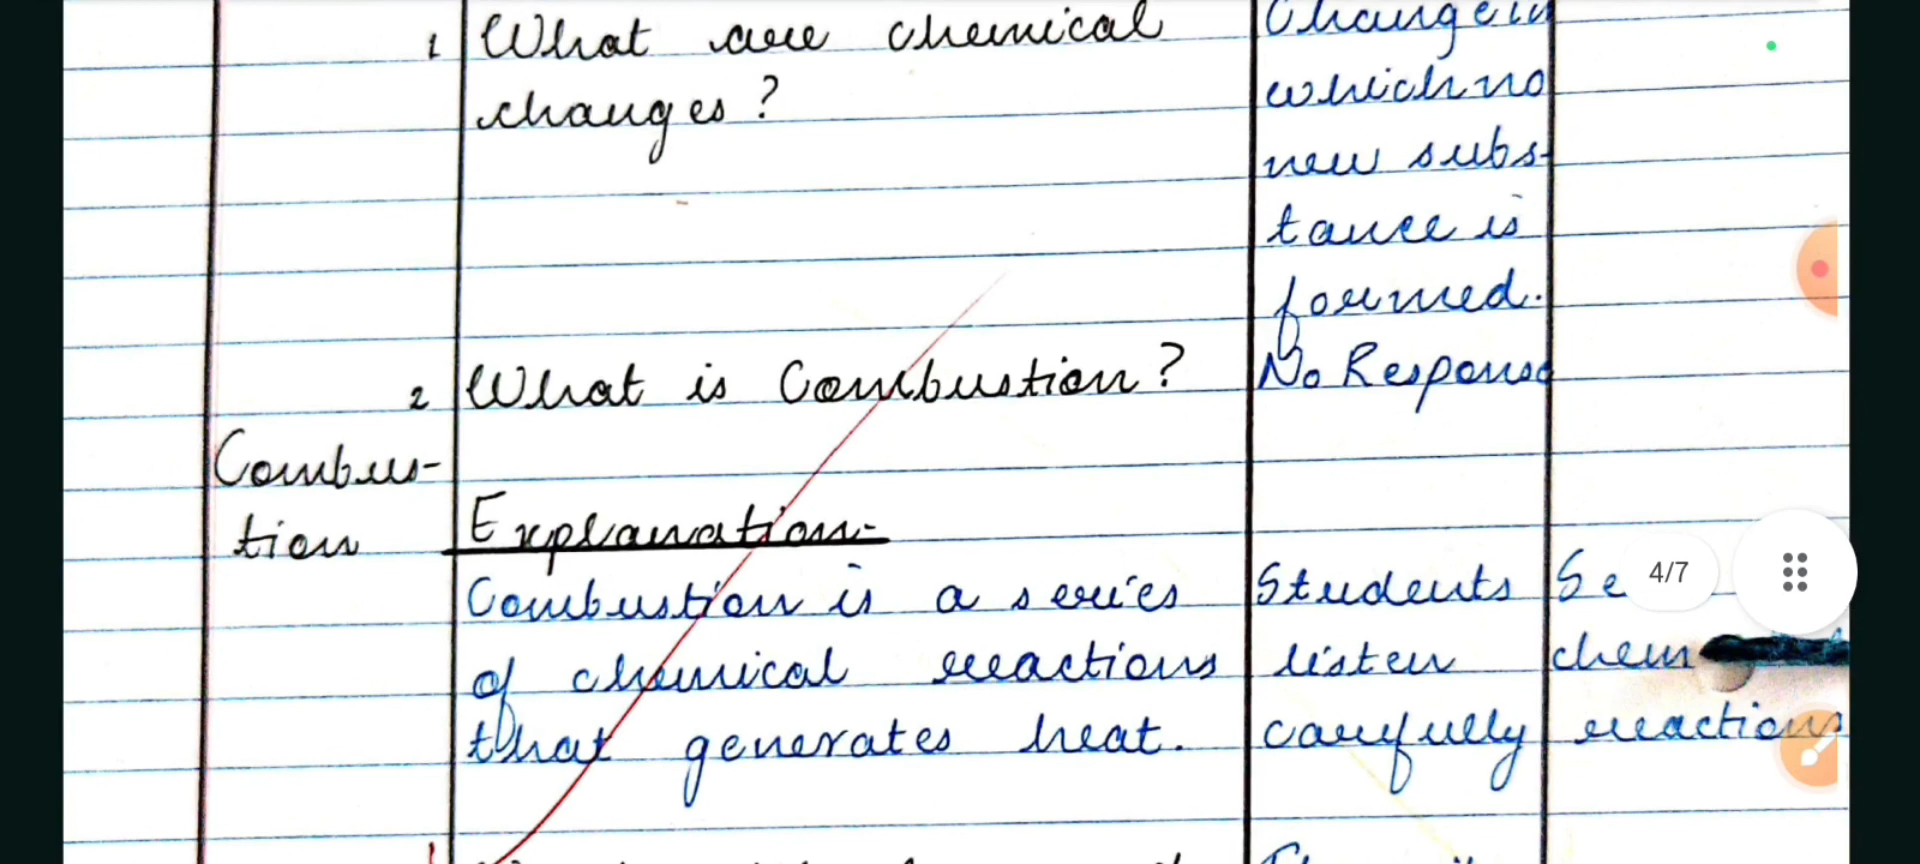 1 What are chemical
changes?
Change in
which no
new subs-
tance is
formed.
2 What is Combustion?
No Response
Combus-
tion
Explanation-
Combustion is a series
of chemical reactions
that generates heat.
Students
listen
carefully
Se
chem
reactions
4/7